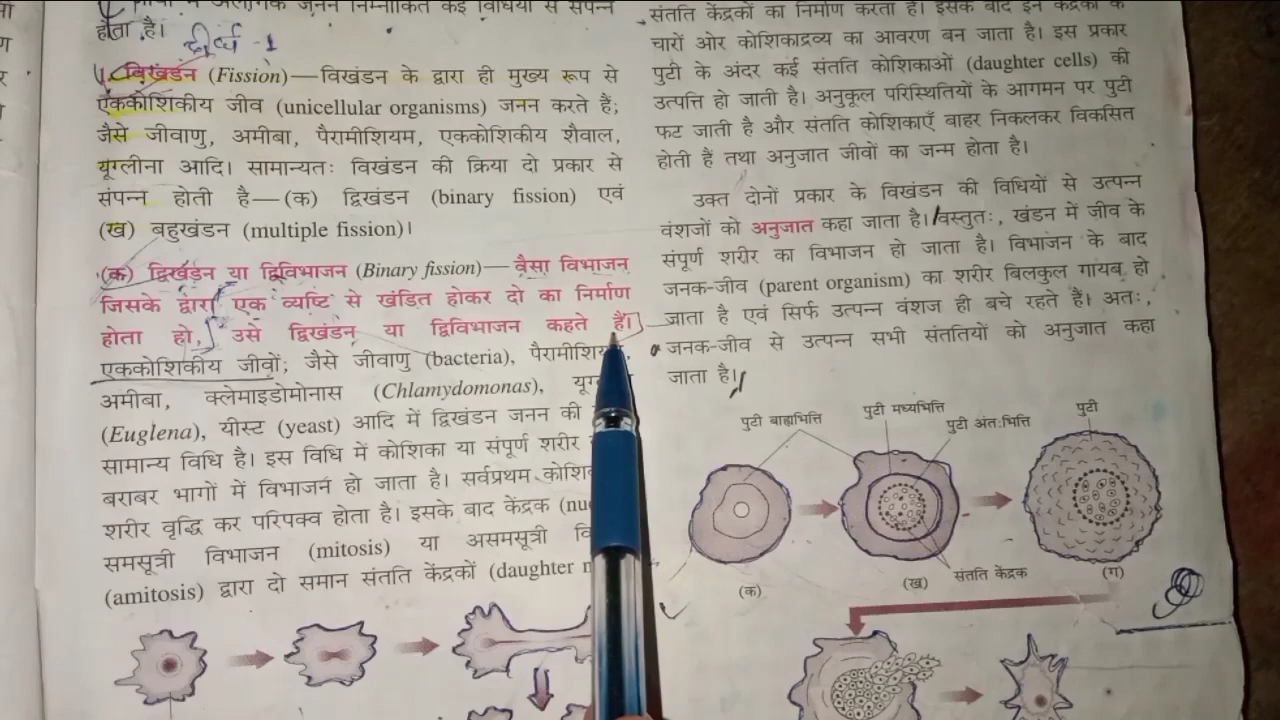 होता है।
दीर्घ - 1
1. विखंडन (Fission)—विखंडन के द्वारा ही मुख्य रूप से
एककोशिकीय जीव (unicellular organisms) जनन करते हैं;
जैसे जीवाणु, अमीबा, पैरामीशियम, एककोशिकीय शैवाल,
यूग्लीना आदि। सामान्यतः विखंडन की क्रिया दो प्रकार से
संपन्न होती है—(क) द्विखंडन (binary fission) एवं
(ख) बहुखंडन (multiple fission)।
(क) द्विखंडन या द्विविभाजन (Binary fission)—वैसा विभाजन
जिसके द्वारा एक व्यष्टि से खंडित होकर दो का निर्माण
होता हो, उसे द्विखंडन या द्विविभाजन कहते हैं।
एककोशिकीय जीवों; जैसे जीवाणु (bacteria),
अमीबा, क्लेमाइडोमोनास (Chlamydomonas),
(Euglena), यीस्ट (yeast) आदि में द्विखंडन जनन की
सामान्य विधि है। इस विधि में कोशिका या संपूर्ण शरीर
बराबर भागों में विभाजन हो जाता है। सर्वप्रथम
शरीर वृद्धि कर परिपक्व होता है। इसके बाद केंद्रक
समसूत्री विभाजन (mitosis) या असमसूत्री
(amitosis) द्वारा दो समान संतति केंद्रकों (daughter
संतति केंद्रकों का निर्माण करता है। इसके बाद इन केंद्रकों के
चारों ओर कोशिकाद्रव्य का आवरण बन जाता है। इस प्रकार
पुटी के अंदर कई संतति कोशिकाओं (daughter cells) की
उत्पत्ति हो जाती है। अनुकूल परिस्थितियों के आगमन पर पुटी
फट जाती है और संतति कोशिकाएँ बाहर निकलकर विकसित
होती हैं तथा अनुजात जीवों का जन्म होता है।
उक्त दोनों प्रकार के विखंडन की विधियों से उत्पन्न
वंशजों को अनुजात कहा जाता है। वस्तुतः, खंडन में जीव के
संपूर्ण शरीर का विभाजन हो जाता है। विभाजन के बाद
जनक-जीव (parent organism) का शरीर बिलकुल गायब हो
जाता है एवं सिर्फ उत्पन्न वंशज ही बचे रहते हैं। अतः,
जनक-जीव से उत्पन्न सभी संततियों को अनुजात कहा
जाता है।
पुटी बाह्यभित्ति
पुटी मध्यभित्ति
पुटी अंतःभित्ति
पुटी
संतति केंद्रक
(क)
(ख)
(ग)